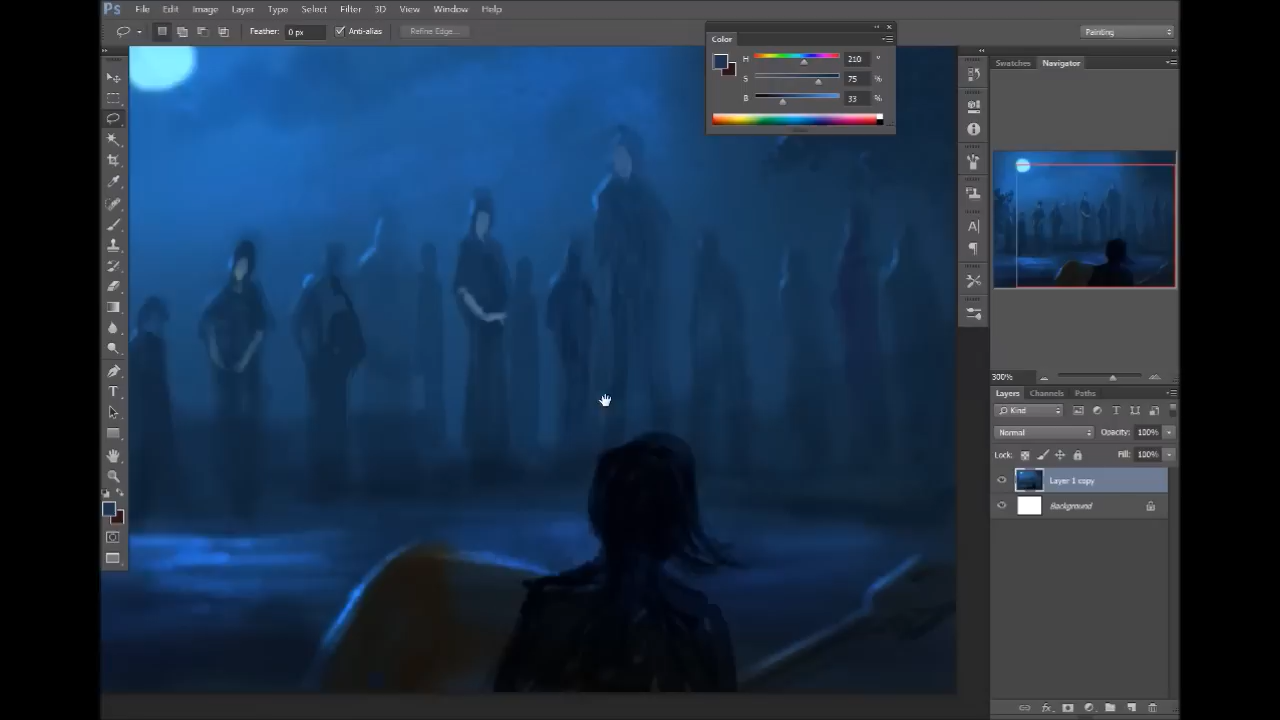 Ps File Edit Image Layer Type Select Filter 3D View Window Help
Feather: 0 px Anti-alias Refine Edge... Painting
Color
H 210 °
S 75 %
B 33 %
Swatches Navigator
300%
Layers Channels Paths
Kind
Normal Opacity: 100%
Lock: Fill: 100%
Layer 1 copy
Background